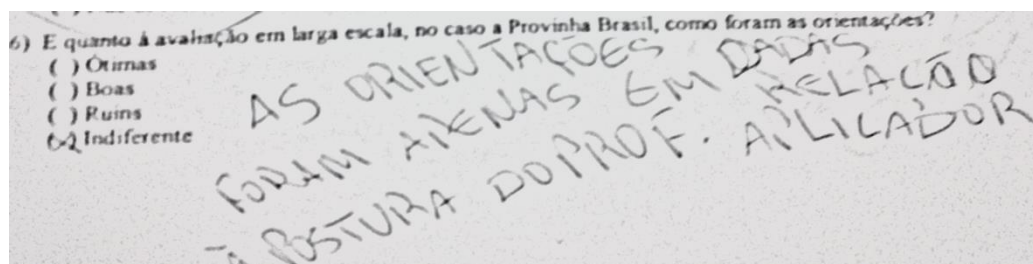 6) E quanto à avaliação em larga escala, no caso a Provinha Brasil, como foram as orientações?
( ) Ótimas
( ) Boas
( ) Ruins
(x) Indiferente
AS ORIENTAÇÕES DADAS
FORAM APENAS EM RELAÇÃO
À POSTURA DO PROF. APLICADOR